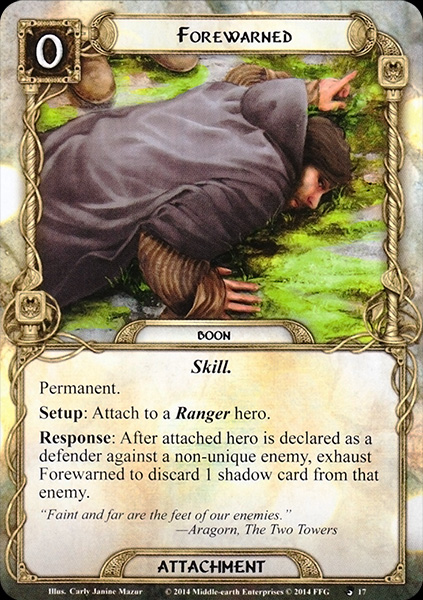 0
FOREWARNED
BOON
Skill.
Permanent.
Setup: Attach to a Ranger hero.
Response: After attached hero is declared as a
defender against a non-unique enemy, exhaust
Forewarned to discard 1 shadow card from that
enemy.
“Faint and far are the feet of our enemies.”
—Aragorn, The Two Towers
ATTACHMENT
Illus. Carly Janine Mazur © 2014 Middle-earth Enterprises © 2014 FFG 17